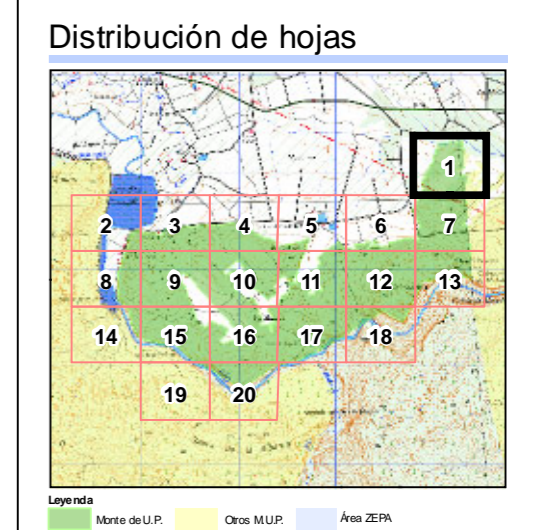 Distribución de hojas
1
2 3 4 5 6 7
8 9 10 11 12 13
14 15 16 17 18
19 20
Leyenda
Monte de U.P. Otros M.U.P. Área ZEPA